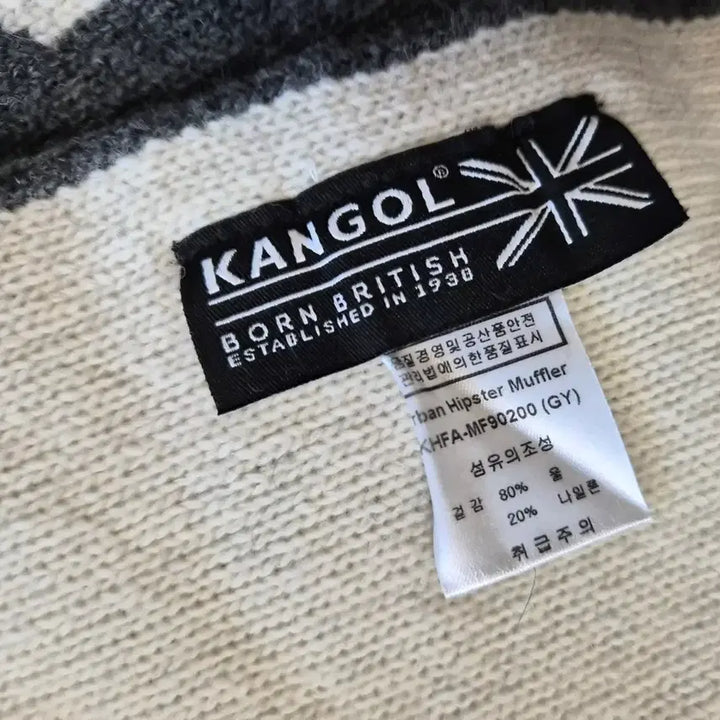 KANGOL®
BORN BRITISH
ESTABLISHED IN 1938
품질경영및공산품안전
관리법에의한품질표시
rban Hipster Muffler
KHFA-MF90200 (GY)
섬유의조성
겉감 80% 울
20% 나일론
취급주의